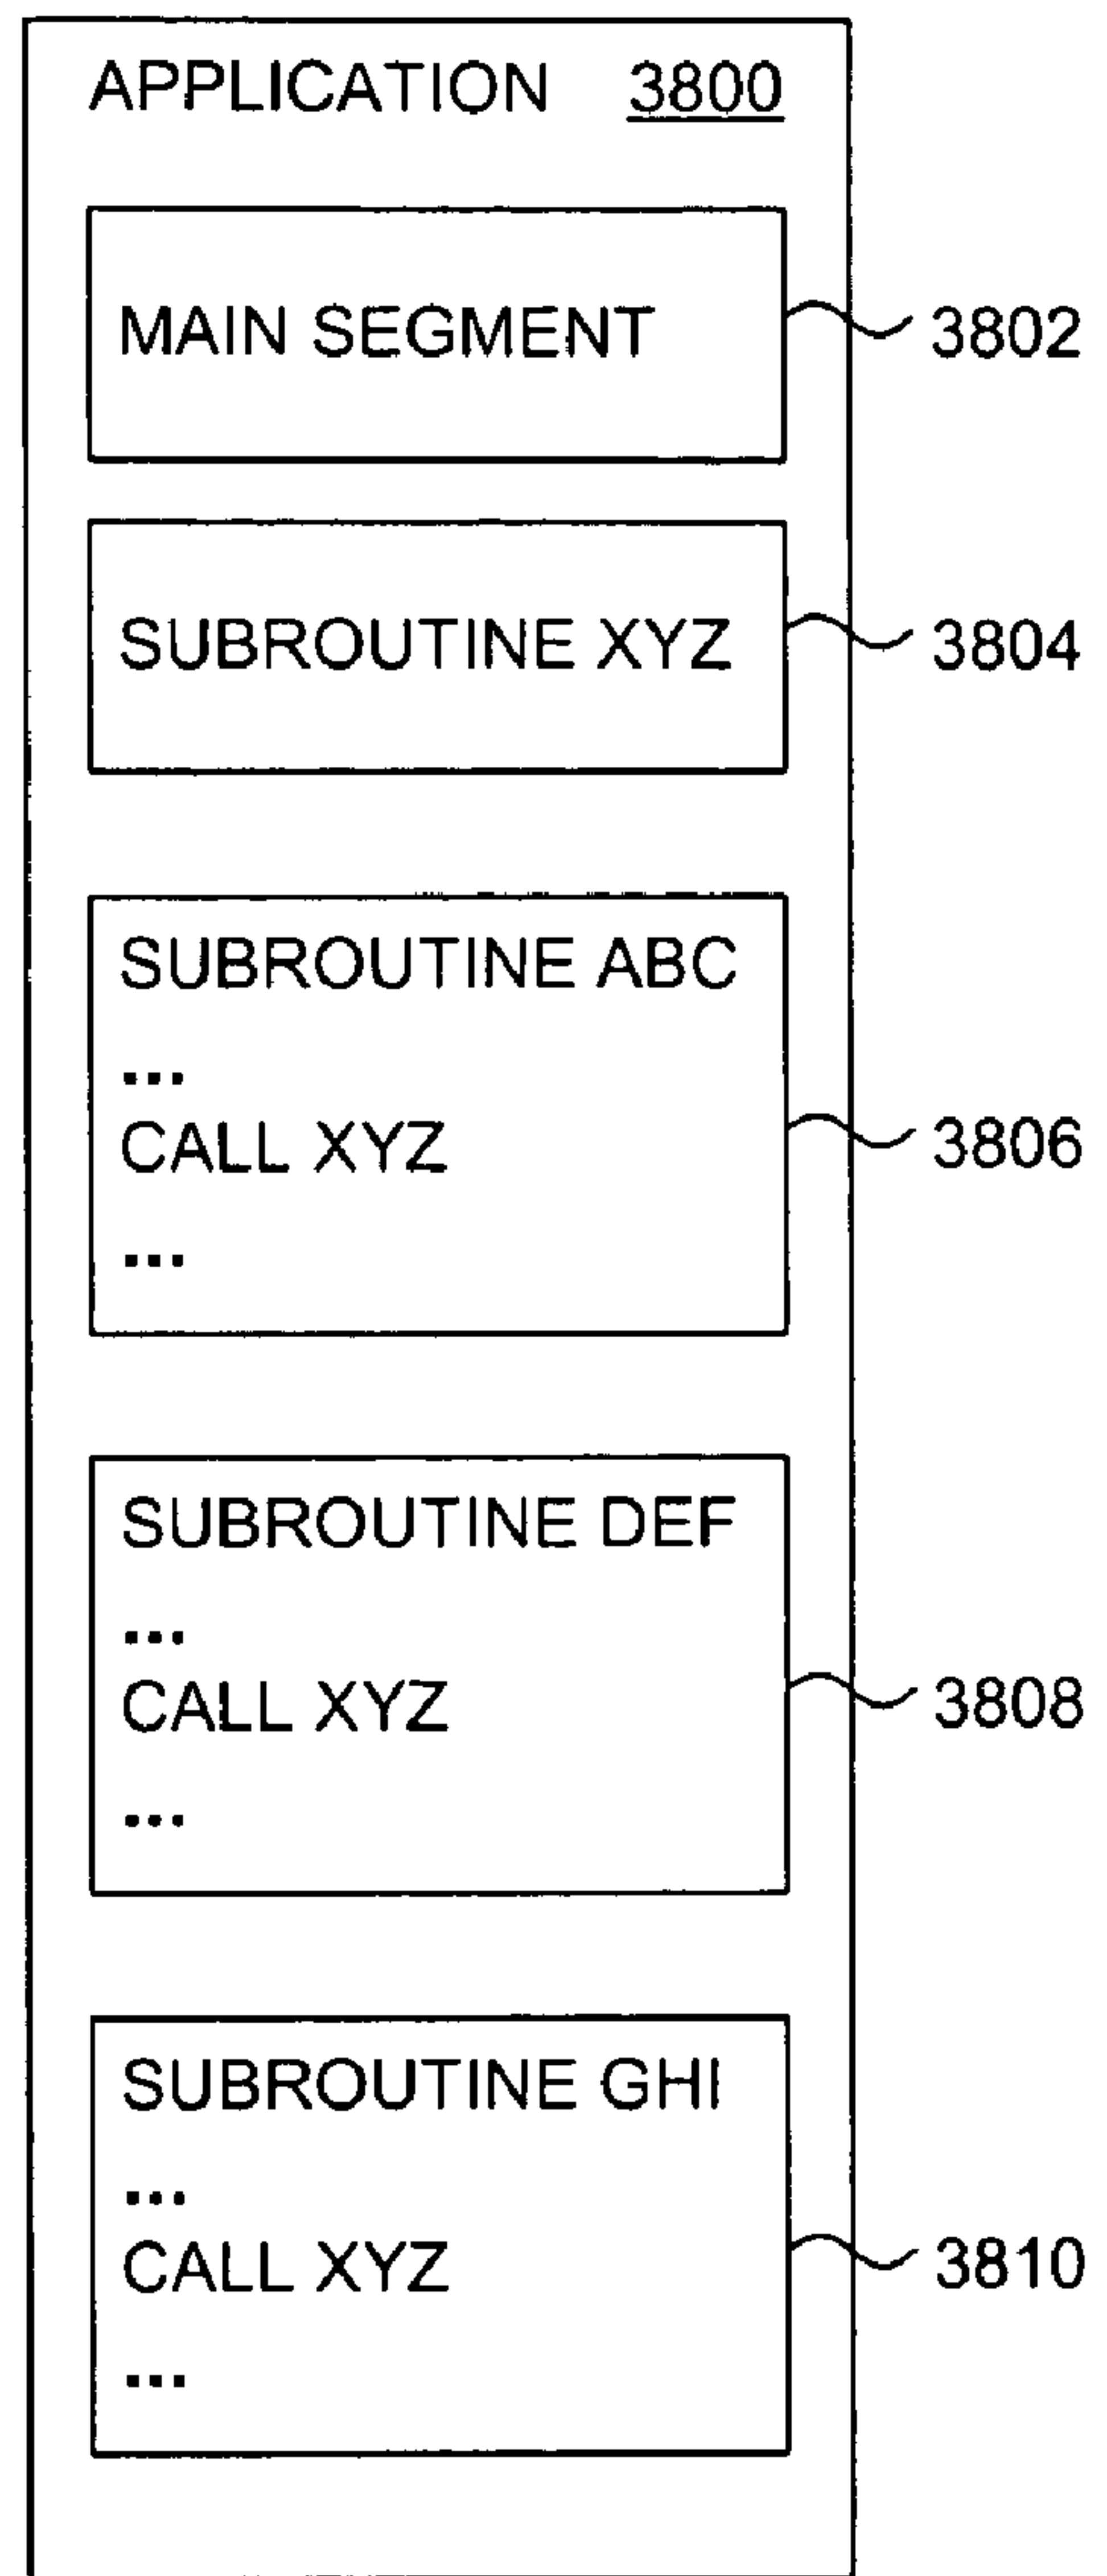 APPLICATION 3800
MAIN SEGMENT
3802
SUBROUTINE XYZ
3804
SUBROUTINE ABC
...
CALL XYZ
...
3806
SUBROUTINE DEF
...
CALL XYZ
...
3808
SUBROUTINE GHI
...
CALL XYZ
...
3810